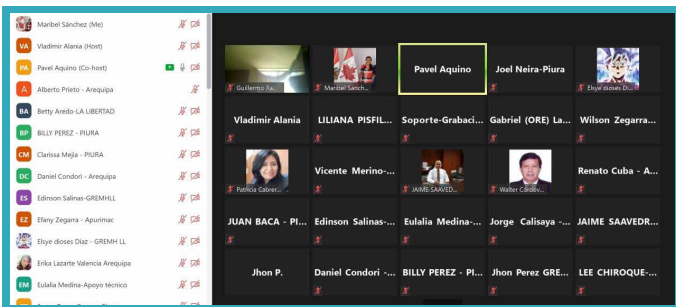 Maribel Sánchez (Me)
VA Vladimir Alania (Host)
PA Pavel Aquino (Co-host)
A Alberto Prieto - Arequipa
BA Betty Aredo-LA LIBERTAD
BP BILLY PEREZ - PIURA
CM Clarissa Mejia - PIURA
DC Daniel Condori - Arequipa
ES Edinson Salinas-GREMHLL
EZ Efany Zegarra - Apurimac
Elsye dioses Díaz - GREMH LL
Erika Lazarte Valencia Arequipa
EM Eulalia Medina-Apoyo técnico
Guillermo Ra...
Maribel Sánch...
Pavel Aquino
Joel Neira-Piura
Elsye dioses D...
Vladimir Alania
LILIANA PISFIL...
Soporte-Grabaci...
Gabriel (ORE) La...
Wilson Zegarra...
Patricia Cabrer...
Vicente Merino-...
JAIME SAAVED...
Walter Córdov...
Renato Cuba - A...
JUAN BACA - PI...
Edinson Salinas-...
Eulalia Medina-...
Jorge Calisaya -...
JAIME SAAVEDR...
Jhon P.
Daniel Condori -...
BILLY PEREZ - PI...
Jhon Perez GRE...
LEE CHIROQUE-...